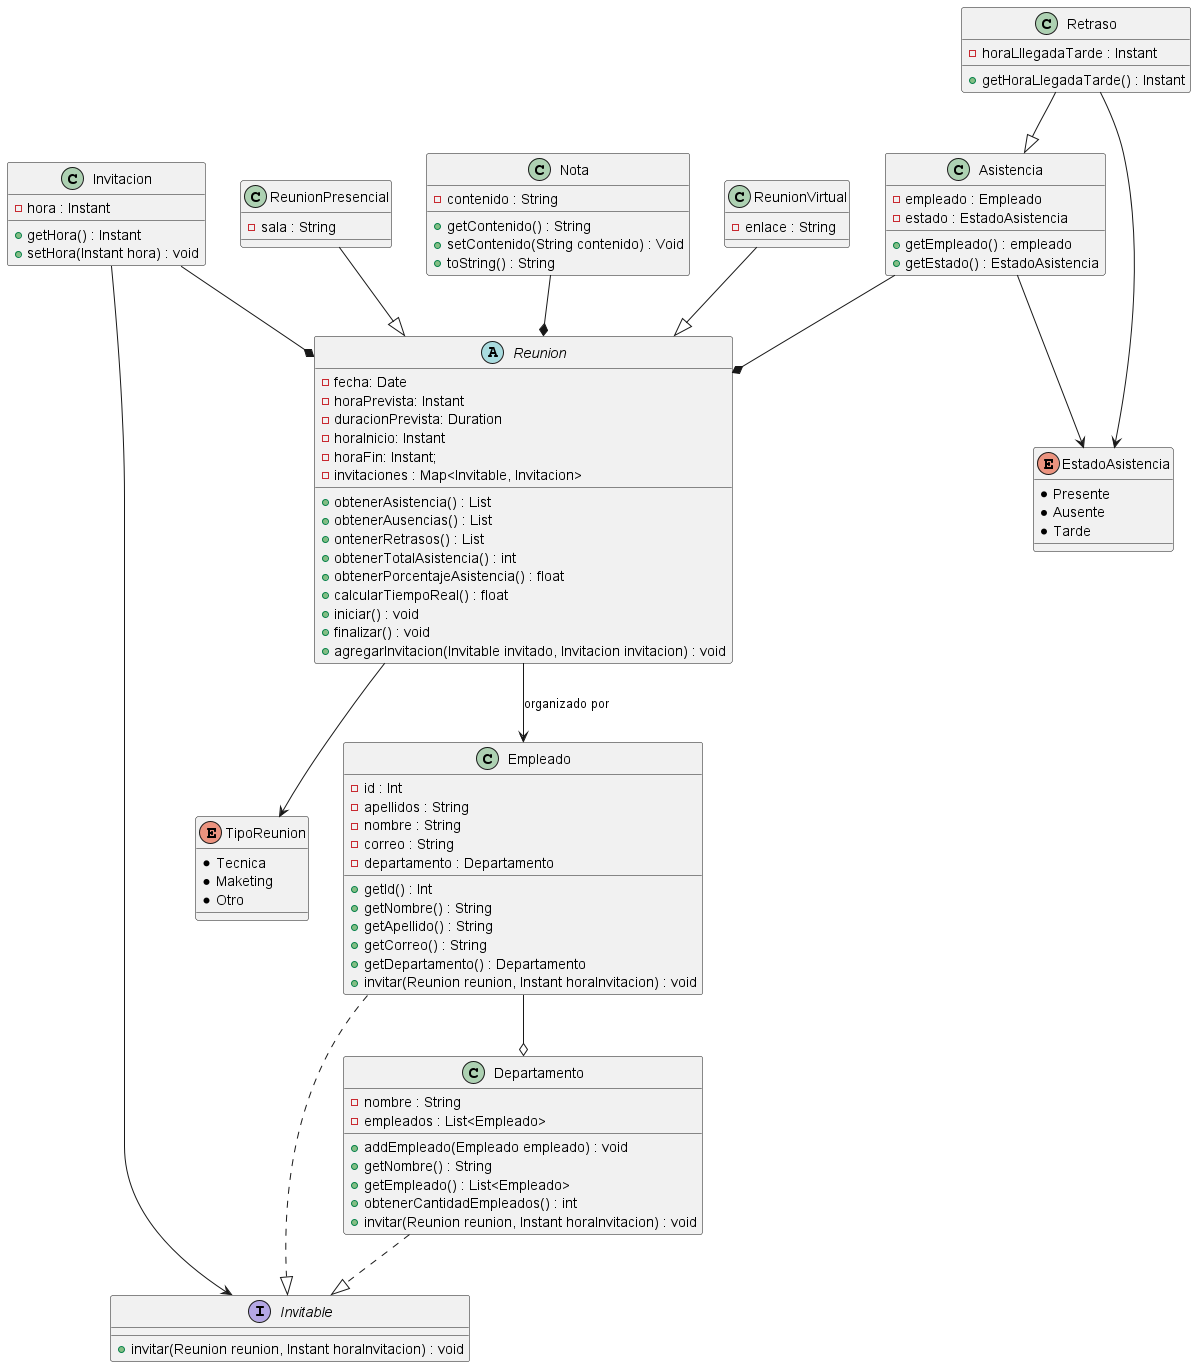 C Retraso
horaLlIegadaTarde : Instant
getHoraLlegadaTarde() : Instant
C Invitacion
hora : Instant
getHora() : Instant
setHora(Instant hora) : void
C ReunionPresencial
sala : String
C Nota
contenido : String
getContenido() : String
setContenido(String contenido) : Void
toString() : String
C ReunionVirtual
enlace : String
C Asistencia
empleado : Empleado
estado : EstadoAsistencia
getEmpleado() : empleado
getEstado() : EstadoAsistencia
A Reunion
fecha: Date
horaPrevista: Instant
duracionPrevista: Duration
horaInicio: Instant
horaFin: Instant;
invitaciones : Map<Invitable, Invitacion>
obtenerAsistencia() : List
obtenerAusencias() : List
ontenerRetrasos() : List
obtenerTotalAsistencia() : int
obtenerPorcentajeAsistencia() : float
calcularTiempoReal() : float
iniciar() : void
finalizar() : void
agregarInvitacion(Invitable invitado, Invitacion invitacion) : void
E EstadoAsistencia
Presente
Ausente
Tarde
organizado por
E TipoReunion
Tecnica
Maketing
Otro
C Empleado
id : Int
apellidos : String
nombre : String
correo : String
departamento : Departamento
getId() : Int
getNombre() : String
getApellido() : String
getCorreo() : String
getDepartamento() : Departamento
invitar(Reunion reunion, Instant horaInvitacion) : void
C Departamento
nombre : String
empleados : List<Empleado>
addEmpleado(Empleado empleado) : void
getNombre() : String
getEmpleado() : List<Empleado>
obtenerCantidadEmpleados() : int
invitar(Reunion reunion, Instant horaInvitacion) : void
I Invitable
invitar(Reunion reunion, Instant horaInvitacion) : void